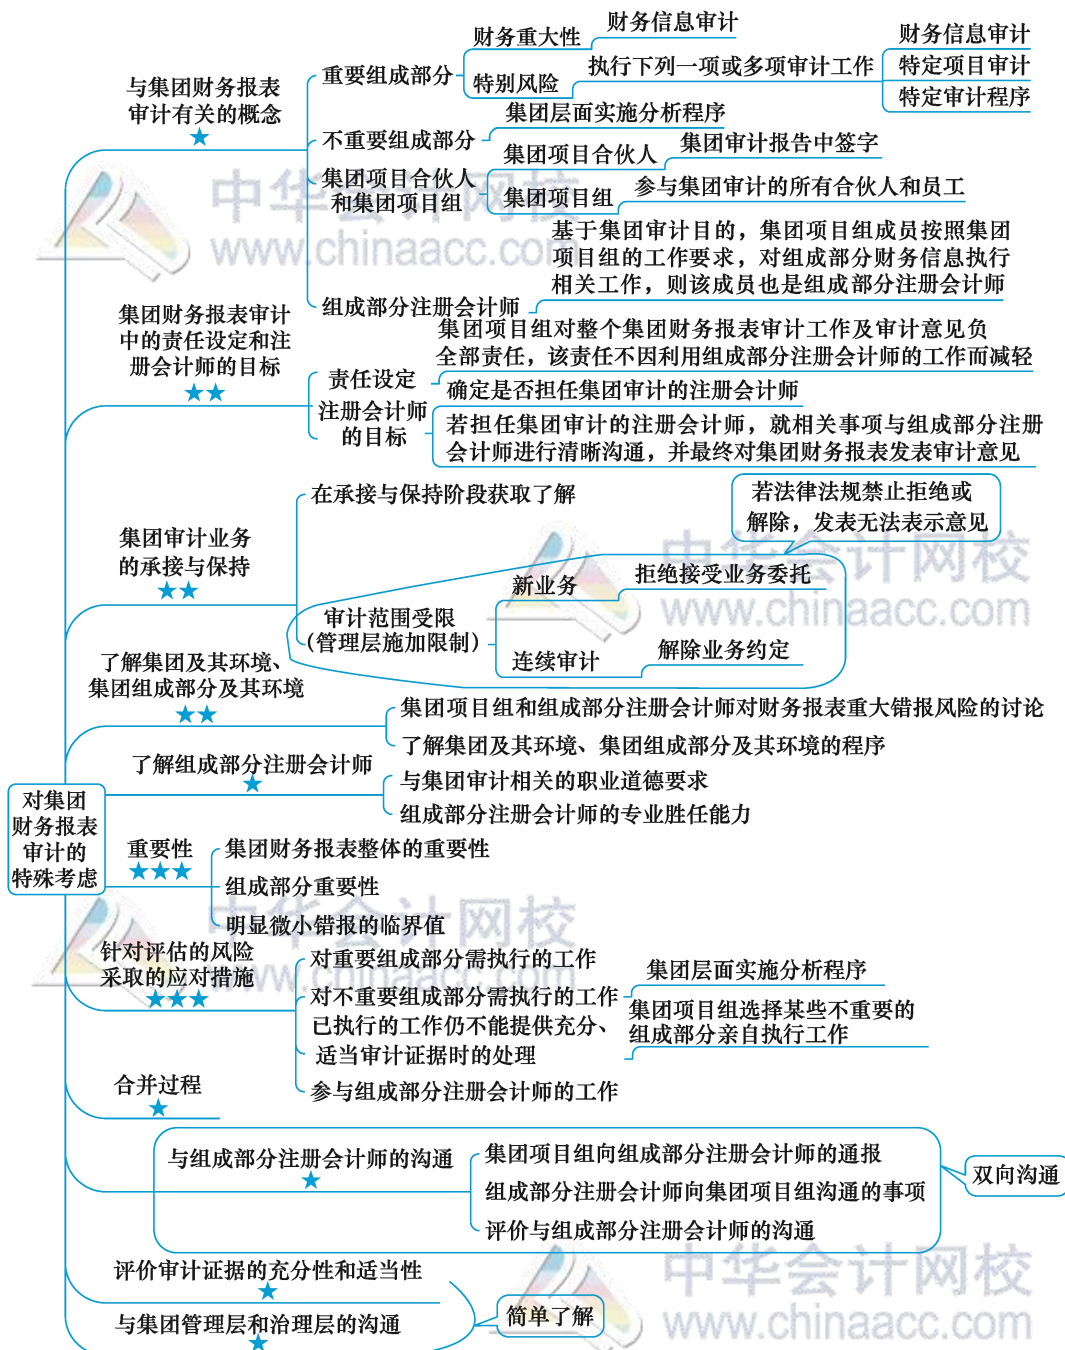 对集团
财务报表
审计的
特殊考虑
与集团财务报表
审计有关的概念
★
重要组成部分
财务重大性
财务信息审计
特别风险
执行下列一项或多项审计工作
财务信息审计
特定项目审计
特定审计程序
不重要组成部分
集团层面实施分析程序
集团项目合伙人
和集团项目组
集团项目合伙人
集团审计报告中签字
集团项目组
参与集团审计的所有合伙人和员工
组成部分注册会计师
基于集团审计目的，集团项目组成员按照集团
项目组的工作要求，对组成部分财务信息执行
相关工作，则该成员也是组成部分注册会计师
集团财务报表审计
中的责任设定和注
册会计师的目标
★★
责任设定
集团项目组对整个集团财务报表审计工作及审计意见负
全部责任，该责任不因利用组成部分注册会计师的工作而减轻
注册会计师
的目标
确定是否担任集团审计的注册会计师
若担任集团审计的注册会计师，就相关事项与组成部分注册
会计师进行清晰沟通，并最终对集团财务报表发表审计意见
集团审计业务
的承接与保持
★★
在承接与保持阶段获取了解
审计范围受限
（管理层施加限制）
新业务
拒绝接受业务委托
连续审计
解除业务约定
若法律法规禁止拒绝或
解除，发表无法表示意见
了解集团及其环境、
集团组成部分及其环境
★★
集团项目组和组成部分注册会计师对财务报表重大错报风险的讨论
了解集团及其环境、集团组成部分及其环境的程序
了解组成部分注册会计师
★
与集团审计相关的职业道德要求
组成部分注册会计师的专业胜任能力
重要性
★★★
集团财务报表整体的重要性
组成部分重要性
明显微小错报的临界值
针对评估的风险
采取的应对措施
★★★
对重要组成部分需执行的工作
对不重要组成部分需执行的工作
集团层面实施分析程序
已执行的工作仍不能提供充分、
适当审计证据时的处理
集团项目组选择某些不重要的
组成部分亲自执行工作
参与组成部分注册会计师的工作
合并过程
★
与组成部分注册会计师的沟通
★
集团项目组向组成部分注册会计师的通报
组成部分注册会计师向集团项目组沟通的事项
评价与组成部分注册会计师的沟通
双向沟通
评价审计证据的充分性和适当性
★
与集团管理层和治理层的沟通
★
简单了解
中华会计网校
www.chinaacc.com
中华会计网校
www.chinaacc.com
中华会计网校
www.chinaacc.com
中华会计网校
www.chinaacc.com